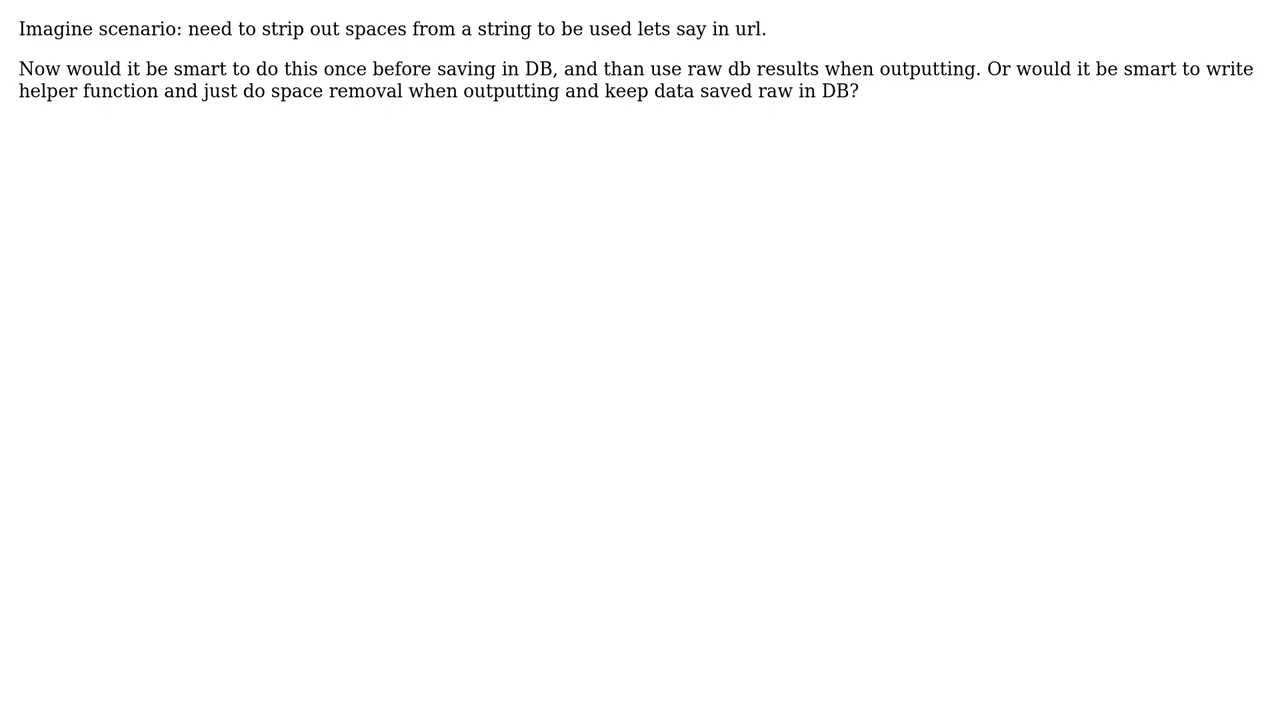 Imagine scenario: need to strip out spaces from a string to be used lets say in url.
Now would it be smart to do this once before saving in DB, and than use raw db results when outputting. Or would it be smart to write
helper function and just do space removal when outputting and keep data saved raw in DB?